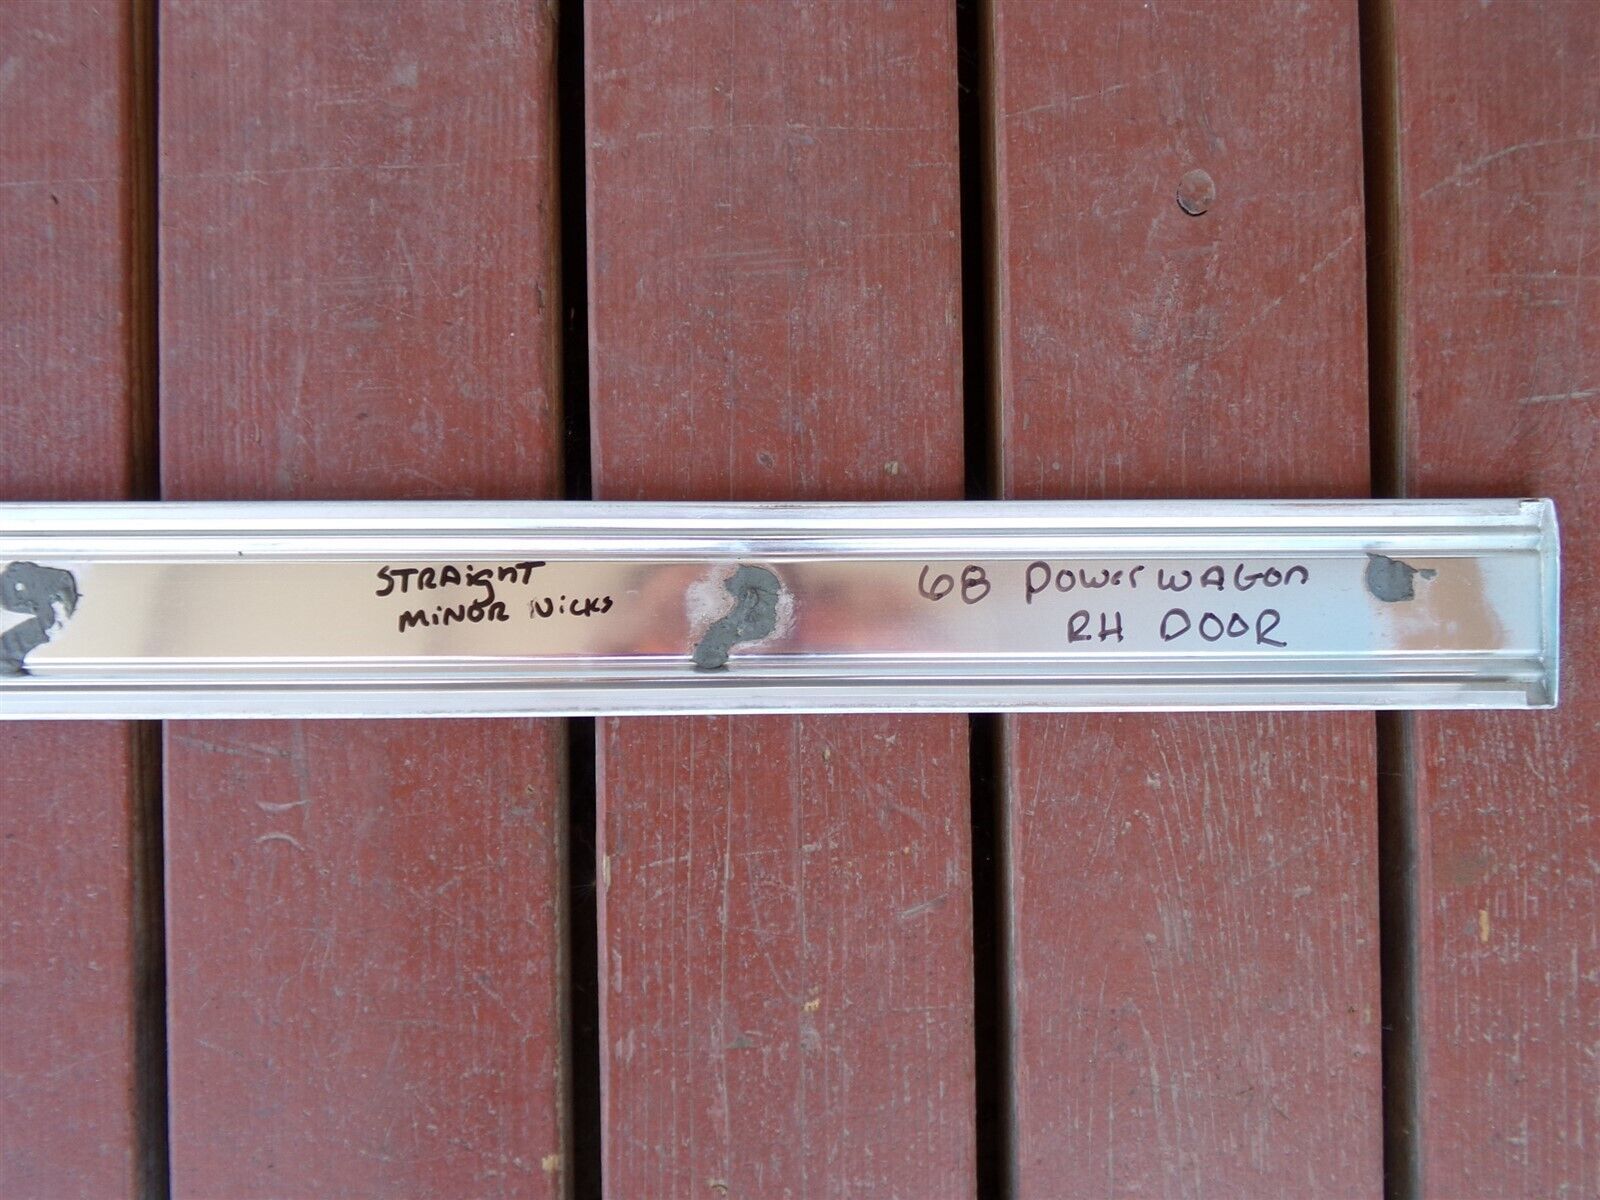 STRAighT
MiNOR NicKs
68 POWer WAGon
RH DOOR